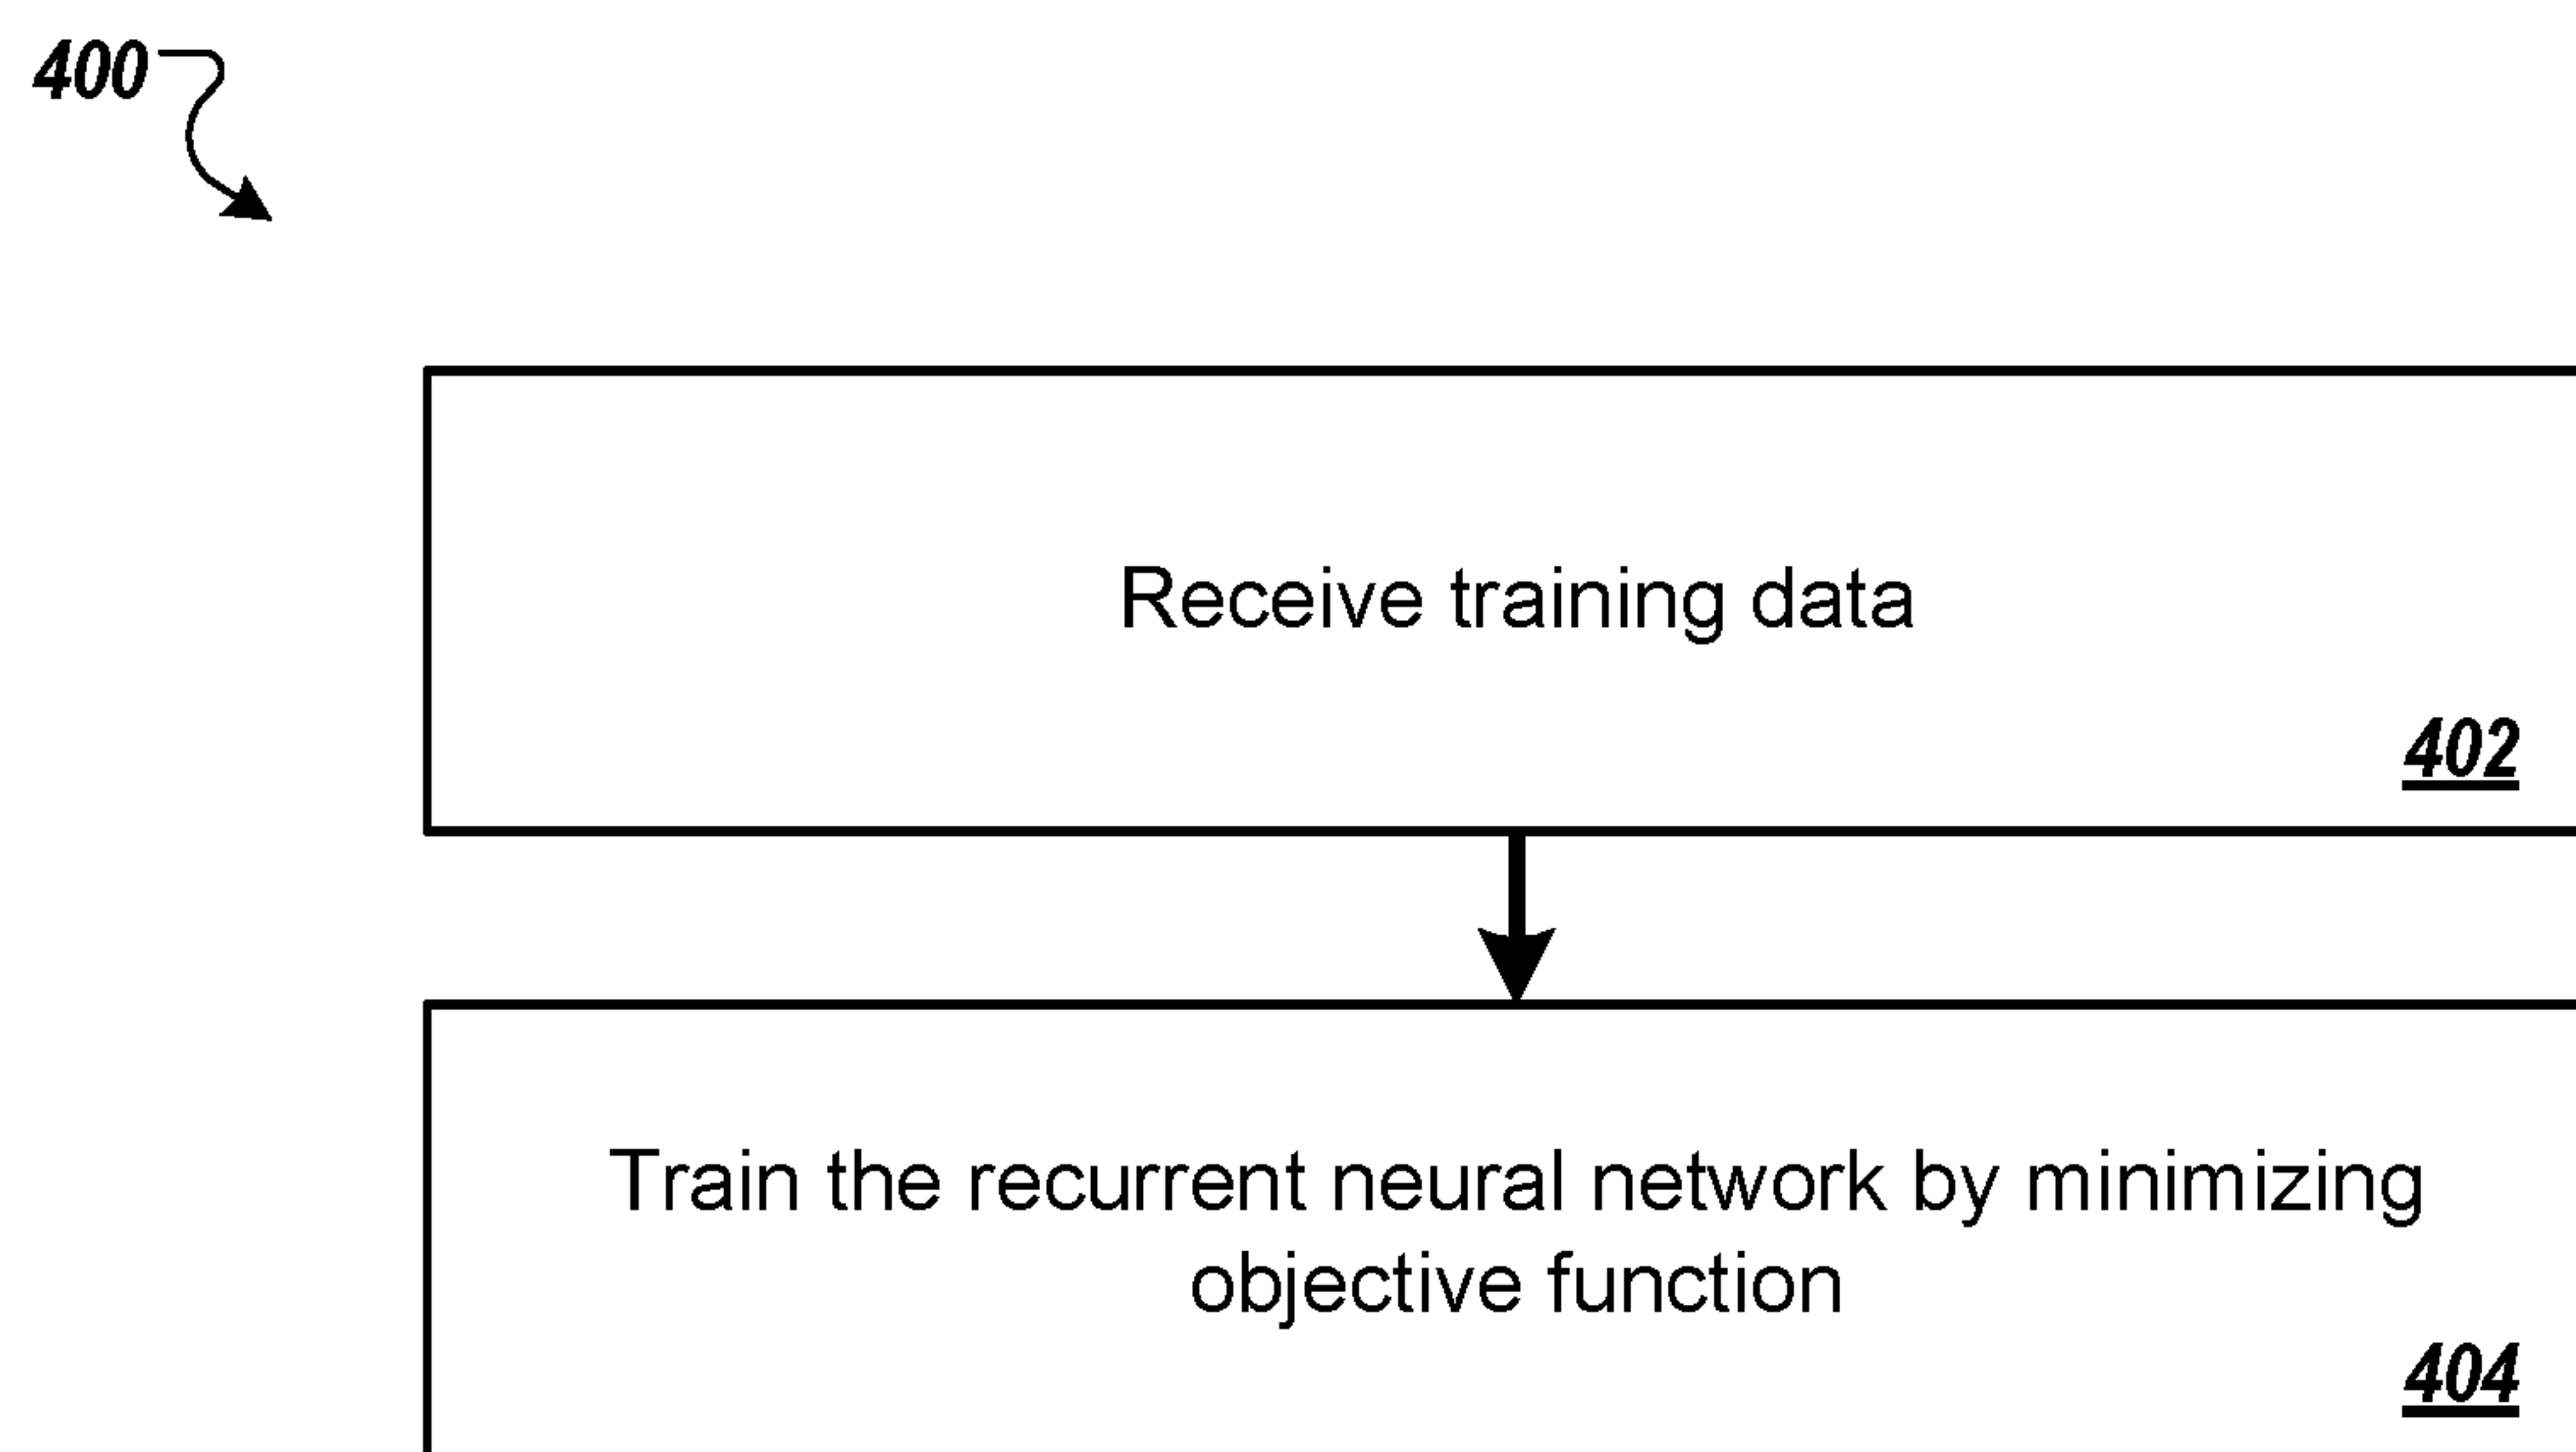 400
Receive training data
402
Train the recurrent neural network by minimizing
objective function
404